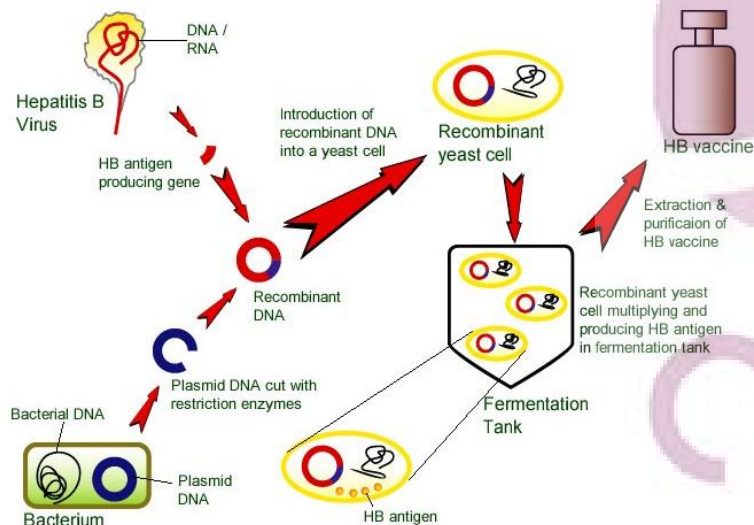 DNA /
RNA
Hepatitis B
Virus
HB antigen
producing gene
Introduction of
recombinant DNA
into a yeast cell
Recombinant
yeast cell
HB vaccine
Extraction &
purificaion of
HB vaccine
Recombinant
DNA
Recombinant yeast
cell multiplying and
producing HB antigen
in fermentation tank
Plasmid DNA cut with
restriction enzymes
Fermentation
Tank
Bacterial DNA
Plasmid
DNA
Bacterium
HB antigen